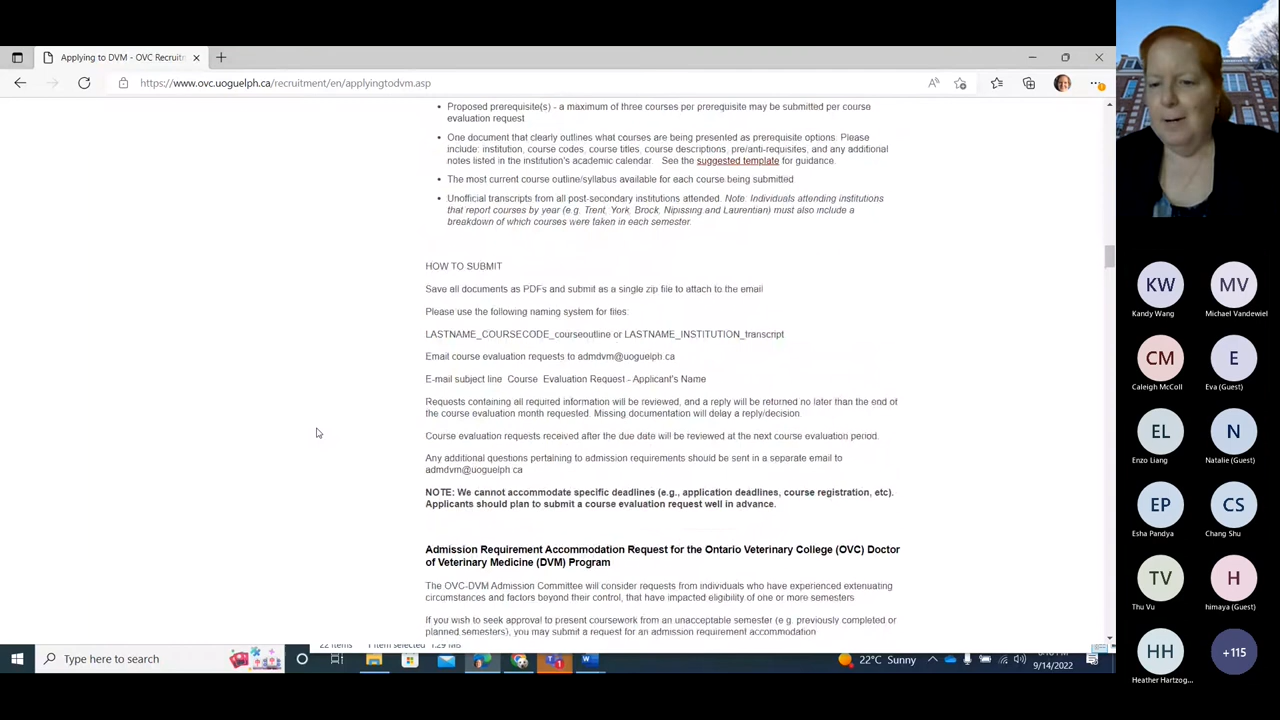 Applying to DVM - OVC Recruitm
https://www.ovc.uoguelph.ca/recruitment/en/applyingtodvm.asp
Proposed prerequisite(s) - a maximum of three courses per prerequisite may be submitted per course
evaluation request
One document that clearly outlines what courses are being presented as prerequisite options. Please
include: institution, course codes, course titles, course descriptions, pre/anti-requisites, and any additional
notes listed in the institution's academic calendar. See the suggested template for guidance.
The most current course outline/syllabus available for each course being submitted
Unofficial transcripts from all post-secondary institutions attended. Note Individuals attending institutions
that report courses by year (e.g. Trent, York, Brock, Nipissing and Laurentian) must also include a
breakdown of which courses were taken in each semester.
HOW TO SUBMIT
Save all documents as PDFs and submit as a single zip file to attach to the email
Please use the following naming system for files:
LASTNAME_COURSECODE_courseoutline or LASTNAME_INSTITUTION_transcript
Email course evaluation requests to admdvm@uoguelph.ca
E-mail subject line Course Evaluation Request - Applicant's Name
Requests containing all required information will be reviewed, and a reply will be returned no later than the end of
the course evaluation month requested. Missing documentation will delay a reply/decision.
Course evaluation requests received after the due date will be reviewed at the next course evaluation period.
Any additional questions pertaining to admission requirements should be sent in a separate email to
admdvm@uoguelph ca
NOTE: We cannot accommodate specific deadlines (e.g., application deadlines, course registration, etc).
Applicants should plan to submit a course evaluation request well in advance.
Admission Requirement Accommodation Request for the Ontario Veterinary College (OVC) Doctor
of Veterinary Medicine (DVM) Program
The OVC-DVM Admission Committee will consider requests from individuals who have experienced extenuating
circumstances and factors beyond their control, that have impacted eligibility of one or more semesters
If you wish to seek approval to present coursework from an unacceptable semester (e.g. previously completed or
planned semesters), you may submit a request for an admission requirement accommodation
22 items 1 item selected 1.29 MB
Type here to search
22°C Sunny
9/14/2022
KW
Kandy Wang
MV
Michael Vandewiel
CM
Caleigh McColl
E
Eva (Guest)
EL
Enzo Liang
N
Natalie (Guest)
EP
Esha Pandya
CS
Chang Shu
TV
Thu Vu
H
himaya (Guest)
HH
Heather Hartzog...
+115